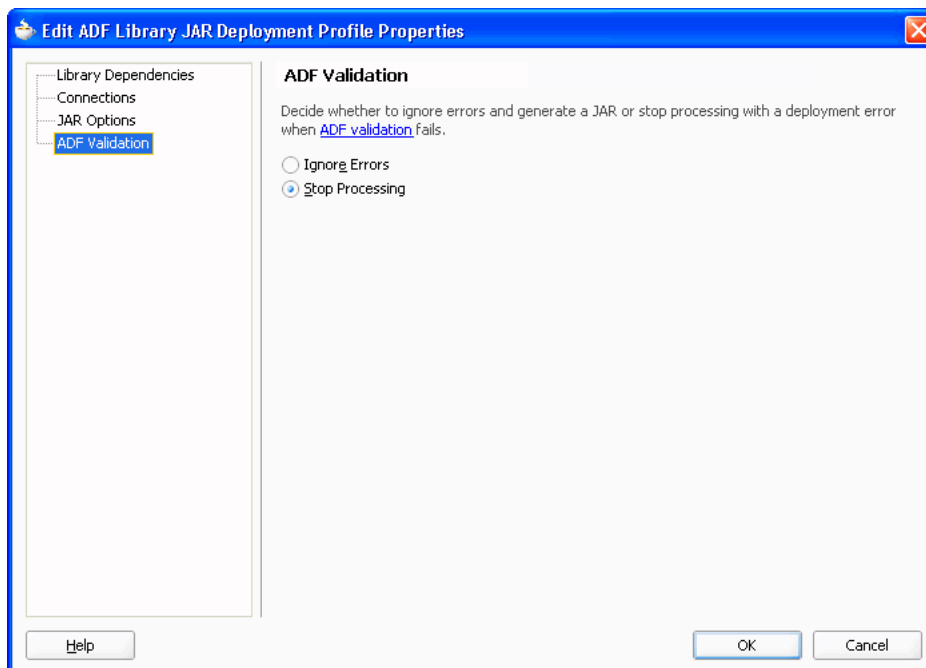 Edit ADF Library JAR Deployment Profile Properties
Library Dependencies
Connections
JAR Options
ADF Validation
ADF Validation
Decide whether to ignore errors and generate a JAR or stop processing with a deployment error
when ADF validation fails.
Ignore Errors
Stop Processing
Help
OK
Cancel